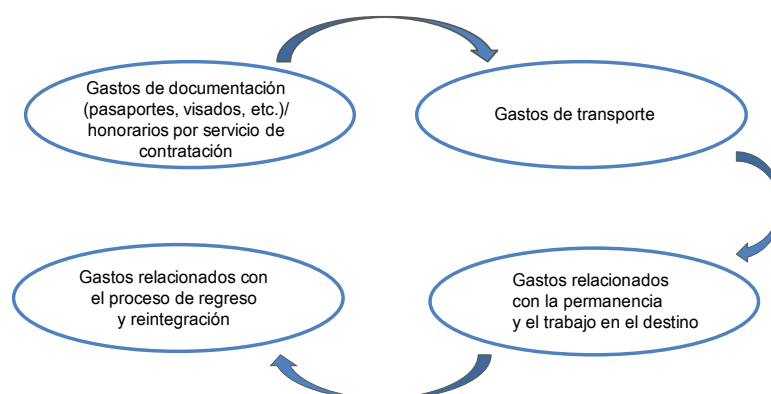 Gastos de documentación
(pasaportes, visados, etc.)/
honorarios por servicio de
contratación
Gastos de transporte
Gastos relacionados
con la permanencia
y el trabajo en el destino
Gastos relacionados con
el proceso de regreso
y reintegración